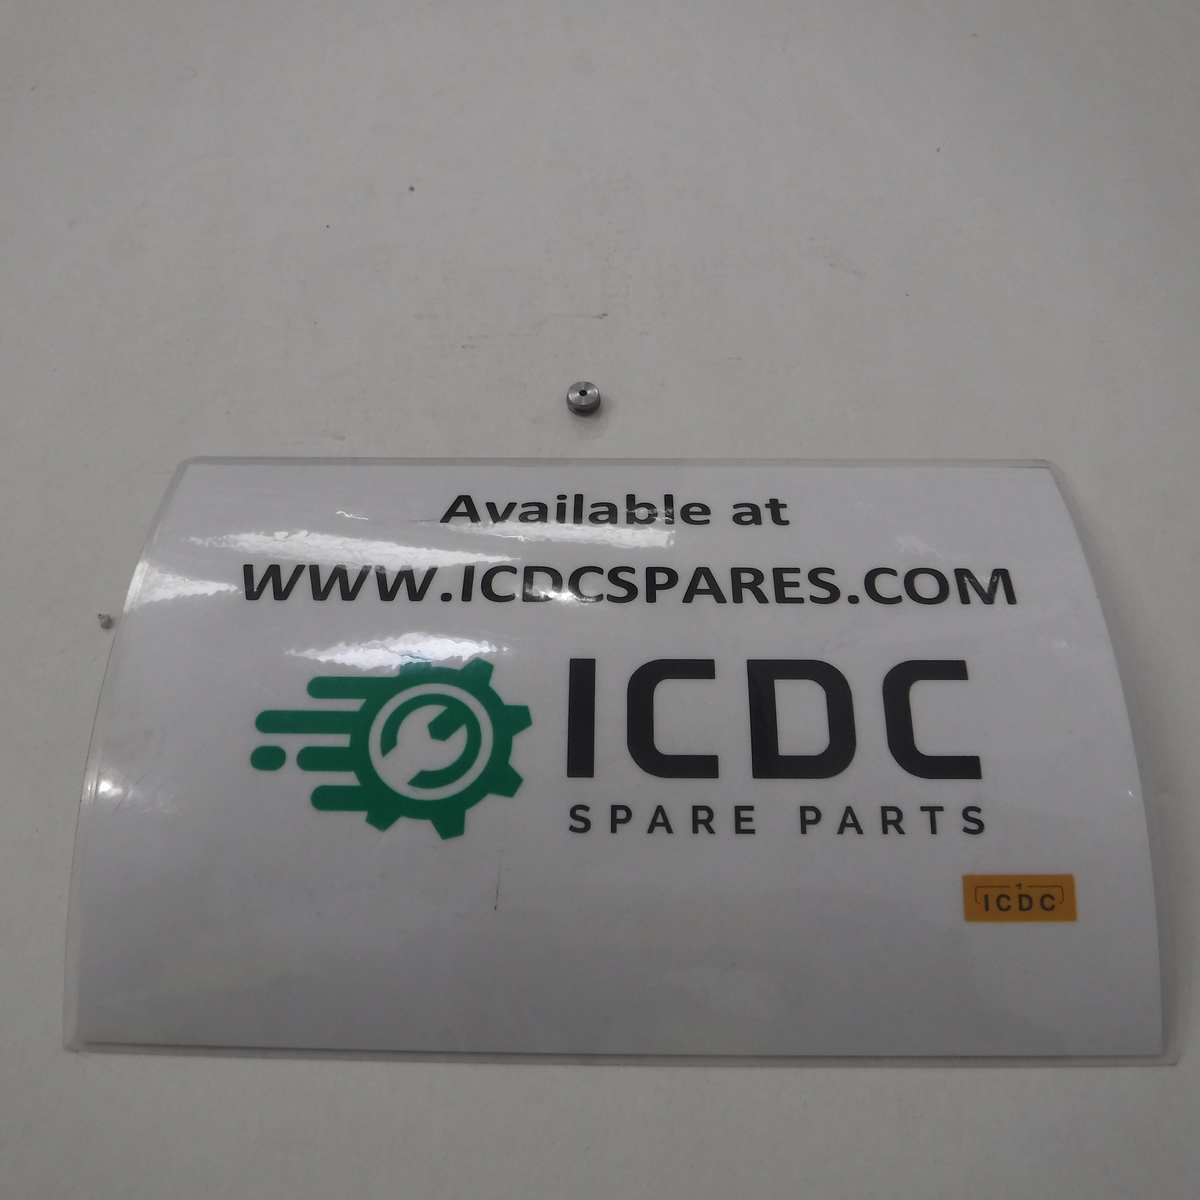 Available at
WWW.ICDCSPARES.COM
ICDC
SPARE PARTS
ICDC